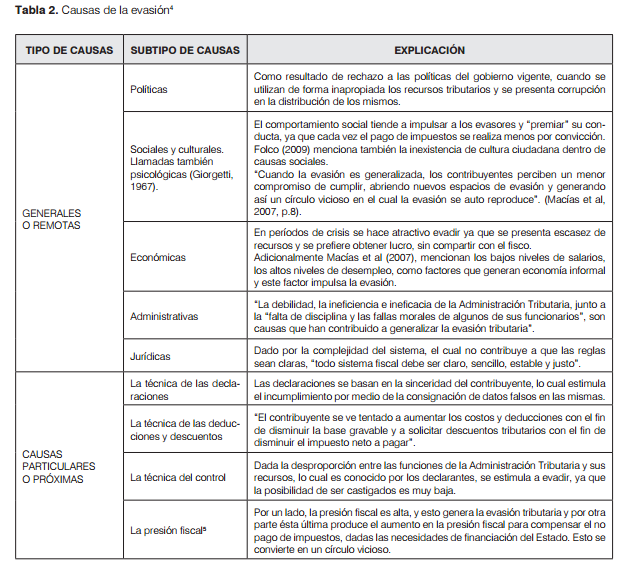 Tabla 2. Causas de la evasión⁴
TIPO DE CAUSAS
SUBTIPO DE CAUSAS
EXPLICACIÓN
GENERALES
O REMOTAS
Políticas
Como resultado de rechazo a las políticas del gobierno vigente, cuando se
utilizan de forma inapropiada los recursos tributarios y se presenta corrupción
en la distribución de los mismos.
Sociales y culturales.
Llamadas también
psicológicas (Giorgetti,
1967).
El comportamiento social tiende a impulsar a los evasores y “premiar” su con-
ducta, ya que cada vez el pago de impuestos se realiza menos por convicción.
Folco (2009) menciona también la inexistencia de cultura ciudadana dentro de
causas sociales.
“Cuando la evasión es generalizada, los contribuyentes perciben un menor
compromiso de cumplir, abriendo nuevos espacios de evasión y generando
así un círculo vicioso en el cual la evasión se auto reproduce”. (Macías et al,
2007, p.8).
Económicas
En períodos de crisis se hace atractivo evadir ya que se presenta escasez de
recursos y se prefiere obtener lucro, sin compartir con el fisco.
Adicionalmente Macías et al (2007), mencionan los bajos niveles de salarios,
los altos niveles de desempleo, como factores que generan economía informal
y este factor impulsa la evasión.
Administrativas
“La debilidad, la ineficiencia e ineficacia de la Administración Tributaria, junto a
la “falta de disciplina y las fallas morales de algunos de sus funcionarios”, son
causas que han contribuido a generalizar la evasión tributaria”.
Jurídicas
Dado por la complejidad del sistema, el cual no contribuye a que las reglas
sean claras, “todo sistema fiscal debe ser claro, sencillo, estable y justo”.
CAUSAS
PARTICULARES
O PRÓXIMAS
La técnica de las decla-
raciones
Las declaraciones se basan en la sinceridad del contribuyente, lo cual estimula
el incumplimiento por medio de la consignación de datos falsos en las mismas.
La técnica de las deduc-
ciones y descuentos
“El contribuyente se ve tentado a aumentar los costos y deducciones con el fin
de disminuir la base gravable y a solicitar descuentos tributarios con el fin de
disminuir el impuesto neto a pagar”.
La técnica del control
Dada la desproporción entre las funciones de la Administración Tributaria y sus
recursos, lo cual es conocido por los declarantes, se estimula a evadir, ya que
la posibilidad de ser castigados es muy baja.
La presión fiscal⁵
Por un lado, la presión fiscal es alta, y esto genera la evasión tributaria y por otra
parte ésta última produce el aumento en la presión fiscal para compensar el no
pago de impuestos, dadas las necesidades de financiación del Estado. Esto se
convierte en un círculo vicioso.